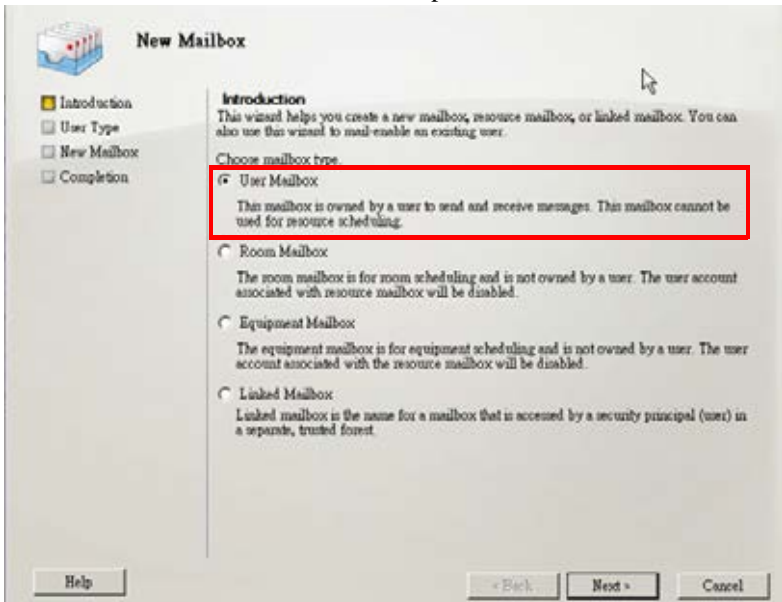 New Mailbox
Introduction
User Type
New Mailbox
Completion
Introduction
This wizard helps you create a new mailbox, resource mailbox, or linked mailbox. You can
also use this wizard to mail-enable an existing user.
Choose mailbox type.
User Mailbox
This mailbox is owned by a user to send and receive messages. This mailbox cannot be
used for resource scheduling.
Room Mailbox
The room mailbox is for room scheduling and is not owned by a user. The user account
associated with resource mailbox will be disabled.
Equipment Mailbox
The equipment mailbox is for equipment scheduling and is not owned by a user. The user
account associated with the resource mailbox will be disabled.
Linked Mailbox
Linked mailbox is the name for a mailbox that is accessed by a security principal (user) in
a separate, trusted forest.
Help
< Back
Next >
Cancel